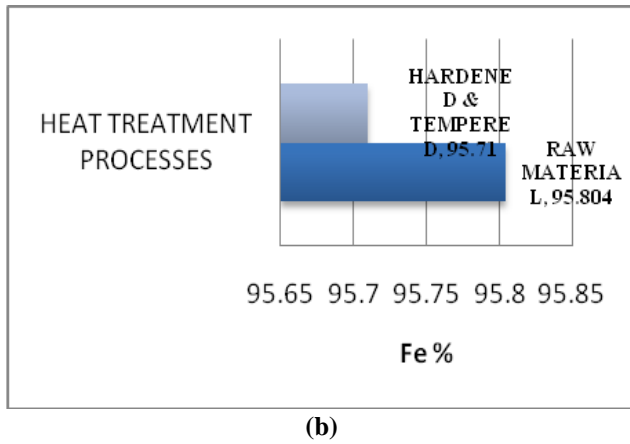 HEAT TREATMENT
PROCESSES
HARDENE
D &
TEMPERE
D, 95.71
RAW
MATERIA
L, 95.804
95.65 95.7 95.75 95.8 95.85
Fe %
(b)